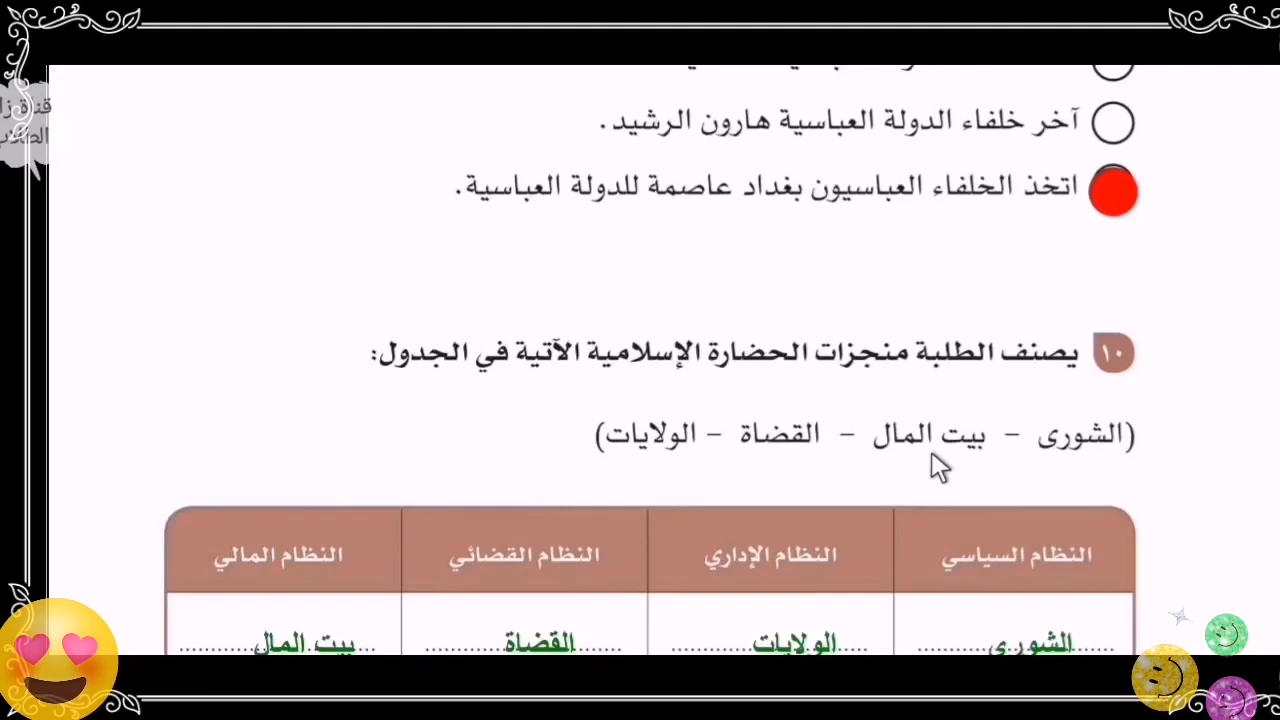 آخر خلفاء الدولة العباسية هارون الرشيد.
اتخذ الخلفاء العباسيون بغداد عاصمة للدولة العباسية.
١٠ يصنف الطلبة منجزات الحضارة الإسلامية الآتية في الجدول:
(الشورى – بيت المال – القضاة – الولايات)
النظام السياسي النظام الإداري النظام القضائي النظام المالي
الشورى الولايات القضاة بيت المال
قناة